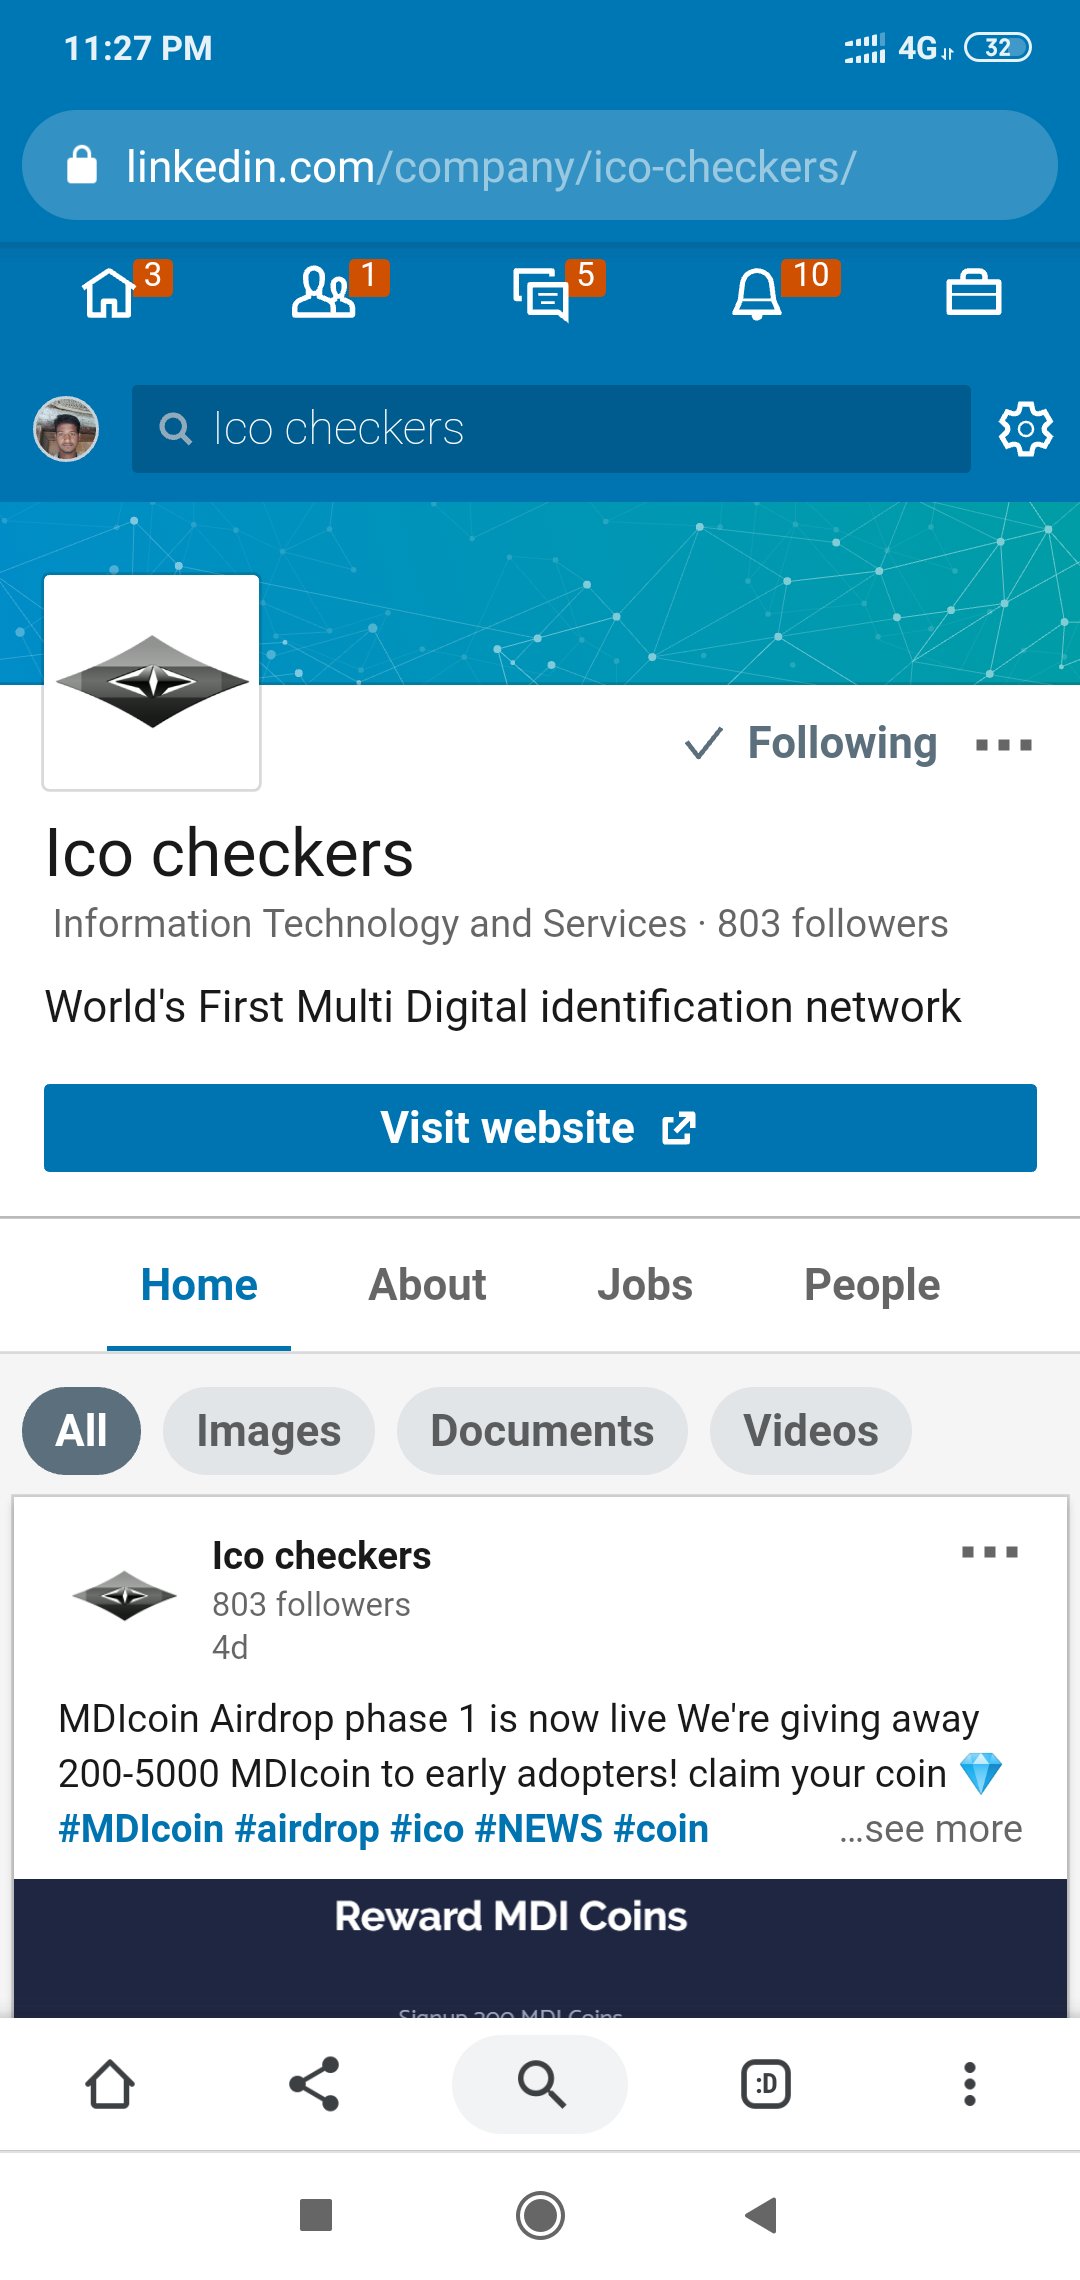 11:27 PM
4G 32
linkedin.com/company/ico-checkers/
3 1 5 10
Ico checkers
Following
Ico checkers
Information Technology and Services · 803 followers
World's First Multi Digital identification network
Visit website
Home About Jobs People
All Images Documents Videos
Ico checkers
803 followers
4d
MDIcoin Airdrop phase 1 is now live We're giving away
200-5000 MDIcoin to early adopters! claim your coin 💎
#MDIcoin #airdrop #ico #NEWS #coin ...see more
Reward MDI Coins
Signup 200 MDI Coins
:D